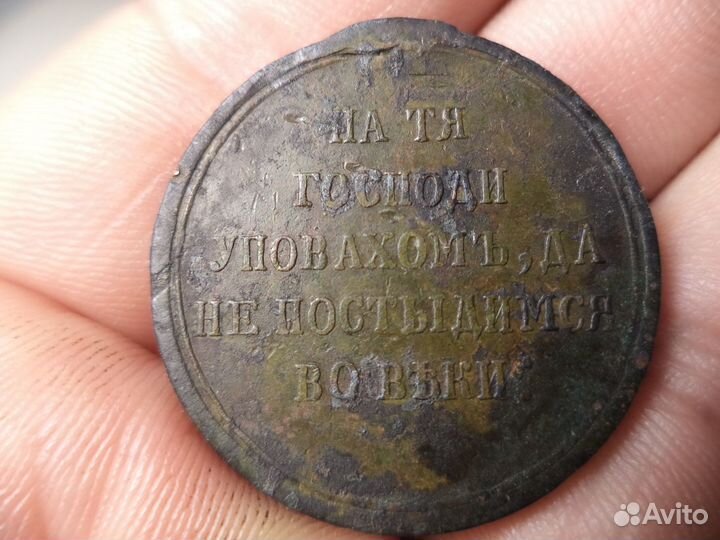 НА ТЯ
ГОСПОДИ
УПОВАХОМЪ, ДА
НЕ ПОСТЫДИМСЯ
ВО ВѢКИ.
Avito